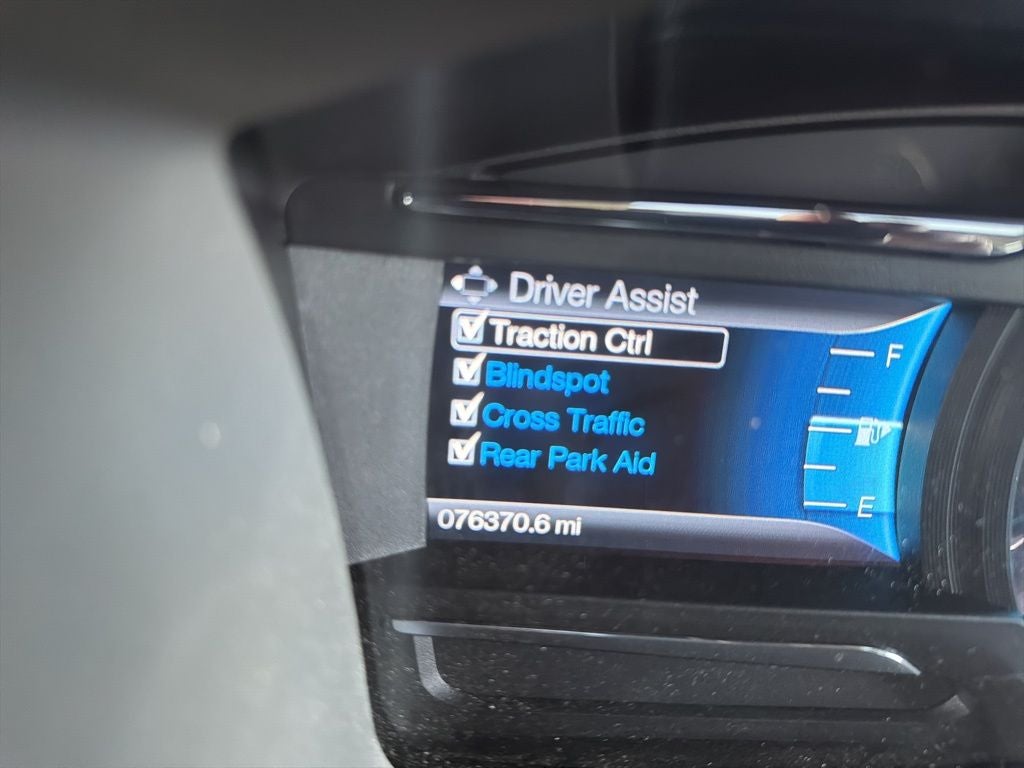 Driver Assist
Traction Ctrl
Blindspot
Cross Traffic
Rear Park Aid
F
E
076370.6 mi